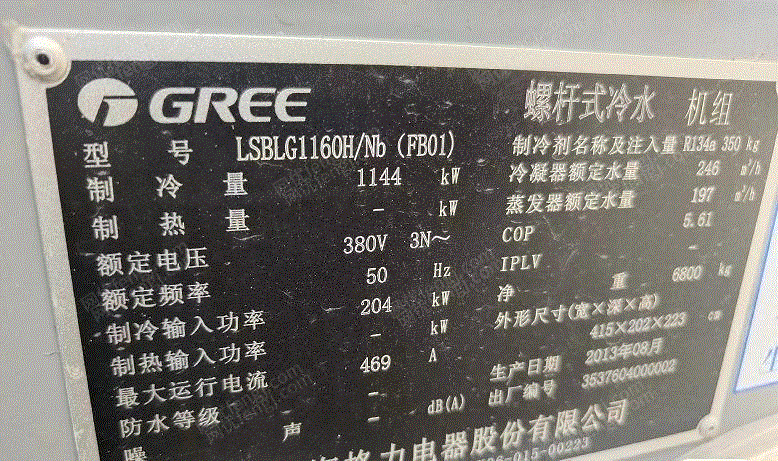 GREE
螺杆式冷水 机组
型 号 LSBLG1160H/Nb (FB01)
制 冷 量 1144 kW
制 热 量 - kW
额定电压 380V 3N～
额定频率 50 Hz
制冷输入功率 204 kW
制热输入功率 - kW
最大运行电流 469 A
防水等级 -
噪 声 - dB(A)
制冷剂名称及注入量 R134a 350 kg
冷凝器额定水量 246 m³/h
蒸发器额定水量 197 m³/h
COP 5.61
IPLV -
净 重 6800 kg
外形尺寸(宽×深×高)
415×202×223 cm
生产日期 2013年08月
出厂编号 3537604000002
格力电器股份有限公司
-015-00223